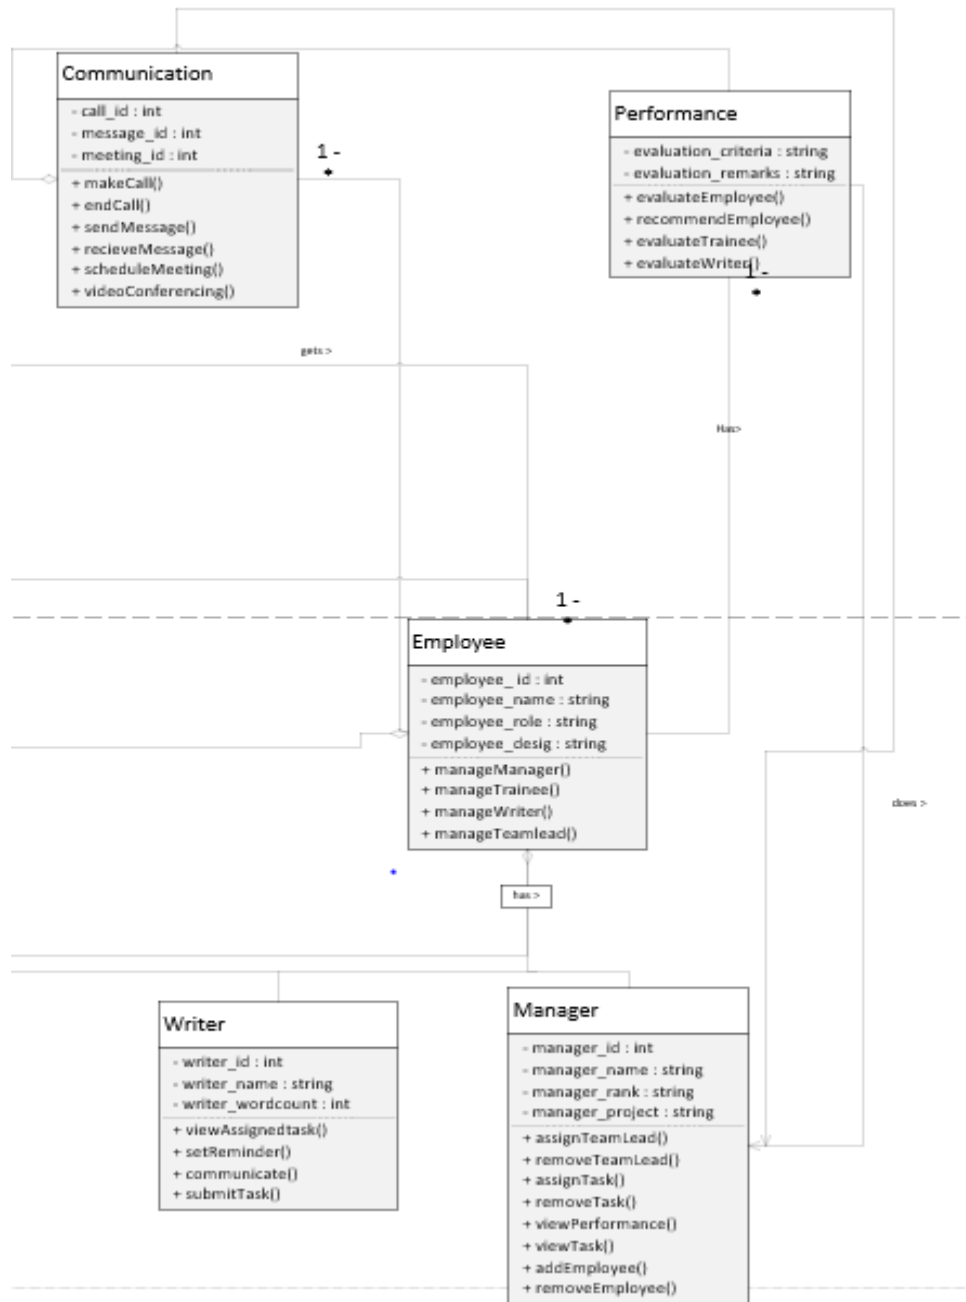 Communication
- call_id : int
- message_id : int
- meeting_id : int
+ makeCall()
+ endCall()
+ sendMessage()
+ recieveMessage()
+ scheduleMeeting()
+ videoConferencing()
1 -
*
Performance
- evaluation_criteria : string
- evaluation_remarks : string
+ evaluateEmployee()
+ recommendEmployee()
+ evaluateTrainee()
+ evaluateWriter()
1 -
*
gets >
Has>
1 -
*
Employee
- employee_ id : int
- employee_name : string
- employee_role : string
- employee_desig : string
+ manageManager()
+ manageTrainee()
+ manageWriter()
+ manageTeamlead()
does >
*
has >
Writer
- writer_id : int
- writer_name : string
- writer_wordcount : int
+ viewAssignedtask()
+ setReminder()
+ communicate()
+ submitTask()
Manager
- manager_id : int
- manager_name : string
- manager_rank : string
- manager_project : string
+ assignTeamLead()
+ removeTeamLead()
+ assignTask()
+ removeTask()
+ viewPerformance()
+ viewTask()
+ addEmployee()
+ removeEmployee()